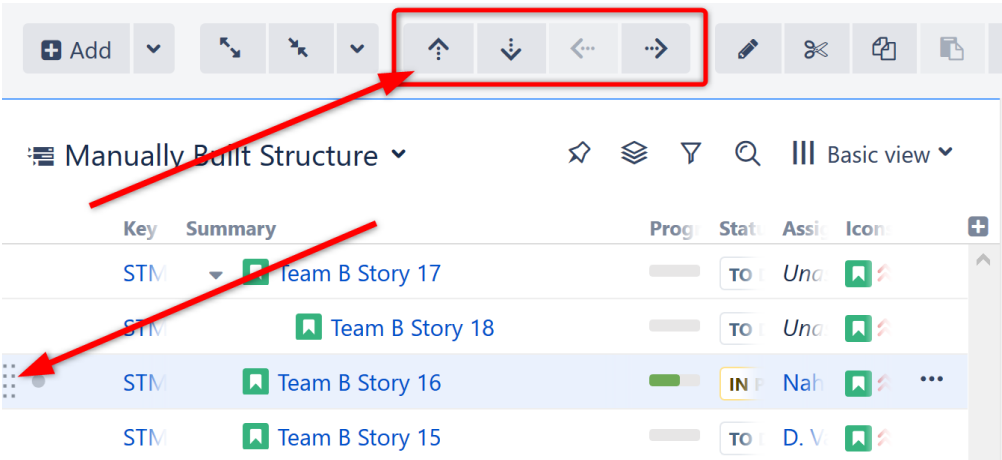 Add
Manually Built Structure
Basic view
Key Summary Prog Stat Assi Icon
STM Team B Story 17 TO Una
STM Team B Story 18 TO Una
STM Team B Story 16 IN P Nah
STM Team B Story 15 TO D. V